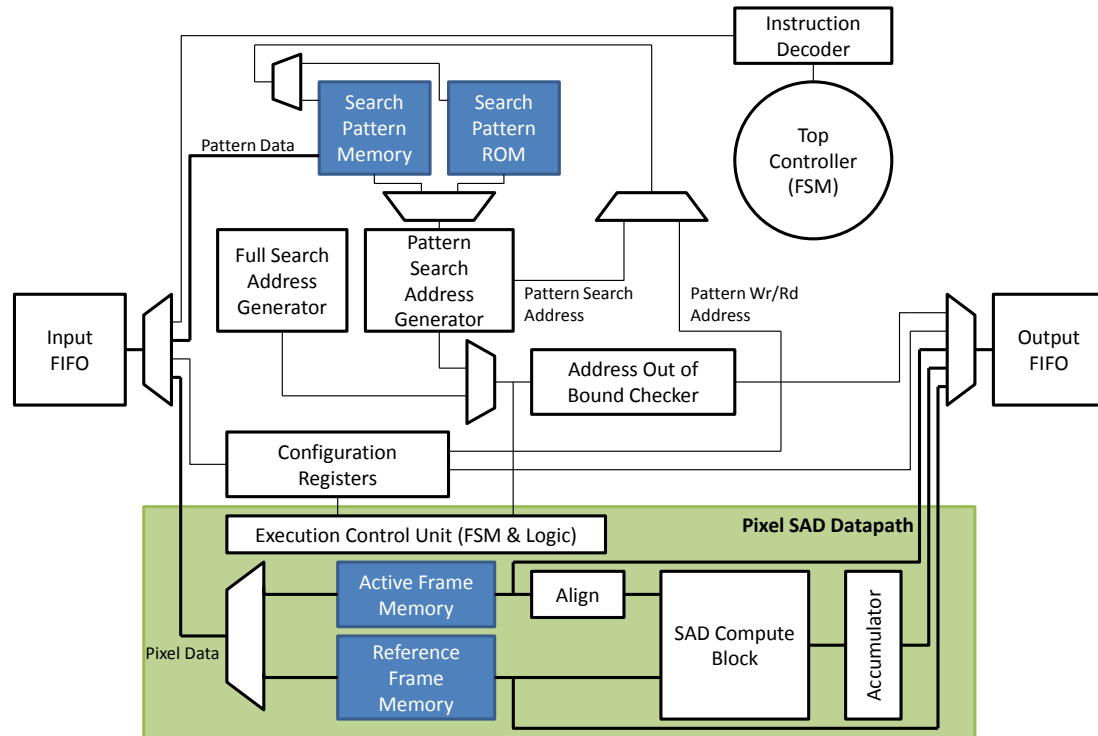 Instruction
Decoder
Top
Controller
(FSM)
Search
Pattern
Memory
Search
Pattern
ROM
Pattern Data
Full Search
Address
Generator
Pattern
Search
Address
Generator
Pattern Search
Address
Pattern Wr/Rd
Address
Input
FIFO
Output
FIFO
Address Out of
Bound Checker
Configuration
Registers
Execution Control Unit (FSM & Logic)
Pixel SAD Datapath
Active Frame
Memory
Align
SAD Compute
Block
Accumulator
Pixel Data
Reference
Frame
Memory